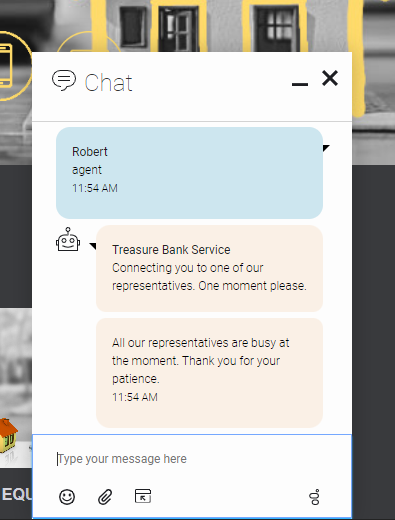 Chat
Robert
agent
11:54 AM
Treasure Bank Service
Connecting you to one of our
representatives. One moment please.
All our representatives are busy at
the moment. Thank you for your
patience.
11:54 AM
Type your message here
EQU